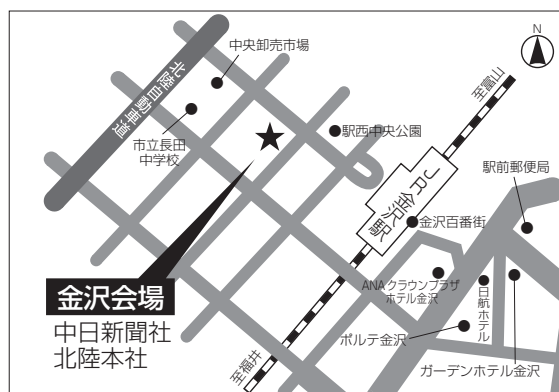 中央卸売市場
N
北陸自動車道
至富山
市立長田
中学校
駅西中央公園
駅前郵便局
JR金沢駅
金沢百番街
金沢会場
中日新聞社
北陸本社
ANAクラウンプラザ
ホテル金沢
日航ホテル
ポルテ金沢
ガーデンホテル金沢
至福井